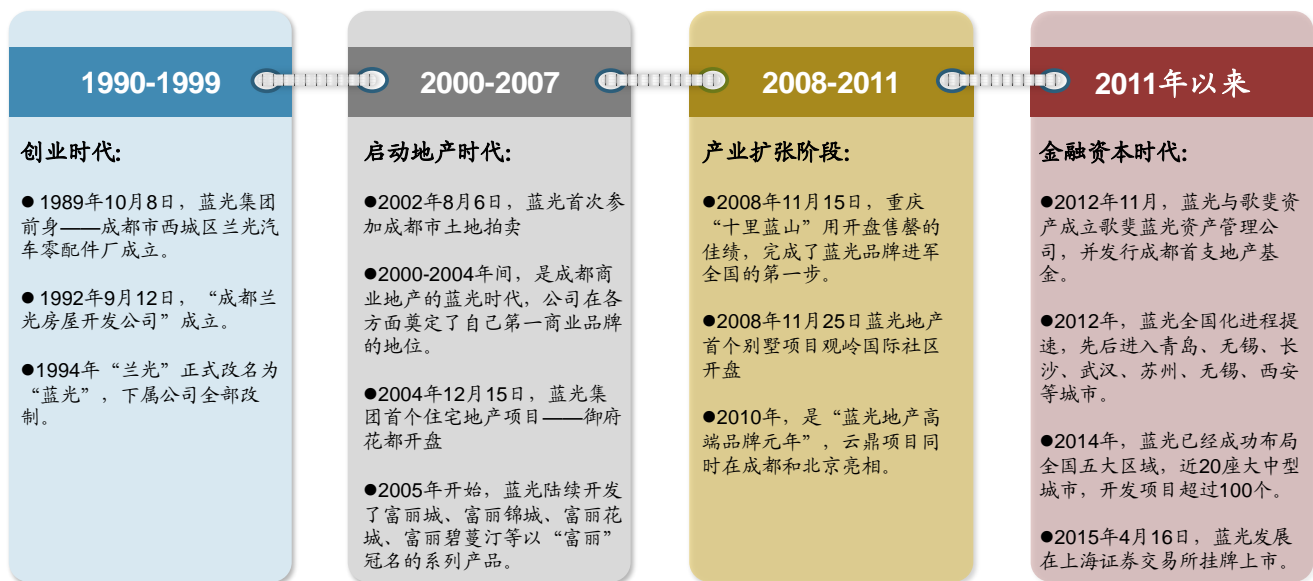 1990-1999
创业时代:
●1989年10月8日，蓝光集团
前身——成都市西城区兰光汽
车零配件厂成立。
●1992年9月12日，“成都兰
光房屋开发公司”成立。
●1994年“兰光”正式改名为
“蓝光”，下属公司全部改
制。
2000-2007
启动地产时代:
●2002年8月6日，蓝光首次参
加成都市土地拍卖
●2000-2004年间，是成都商
业地产的蓝光时代，公司在各
方面奠定了自己第一商业品牌
的地位。
●2004年12月15日，蓝光集
团首个住宅地产项目——御府
花都开盘
●2005年开始，蓝光陆续开发
了富丽城、富丽锦城、富丽花
城、富丽碧蔓汀等以“富丽”
冠名的系列产品。
2008-2011
产业扩张阶段:
●2008年11月15日，重庆
“十里蓝山”用开盘售罄的
佳绩，完成了蓝光品牌进军
全国的第一步。
●2008年11月25日蓝光地产
首个别墅项目观岭国际社区
开盘
●2010年，是“蓝光地产高
端品牌元年”，云鼎项目同
时在成都和北京亮相。
2011年以来
金融资本时代:
●2012年11月，蓝光与歌斐资
产成立歌斐蓝光资产管理公
司，并发行成都首支地产基
金。
●2012年，蓝光全国化进程提
速，先后进入青岛、无锡、长
沙、武汉、苏州、无锡、西安
等城市。
●2014年，蓝光已经成功布局
全国五大区域，近20座大中型
城市，开发项目超过100个。
●2015年4月16日，蓝光发展
在上海证券交易所挂牌上市。